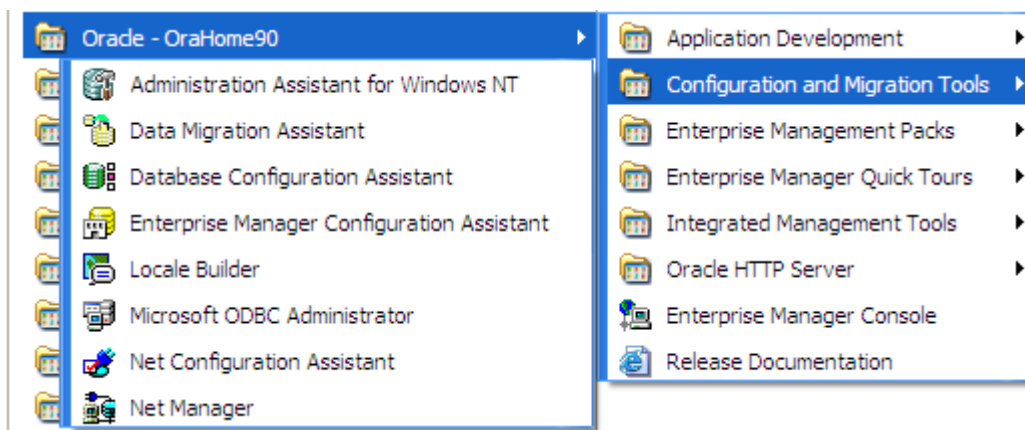 Oracle - OraHome90
Application Development
Configuration and Migration Tools
Enterprise Management Packs
Enterprise Manager Quick Tours
Integrated Management Tools
Oracle HTTP Server
Enterprise Manager Console
Release Documentation
Administration Assistant for Windows NT
Data Migration Assistant
Database Configuration Assistant
Enterprise Manager Configuration Assistant
Locale Builder
Microsoft ODBC Administrator
Net Configuration Assistant
Net Manager